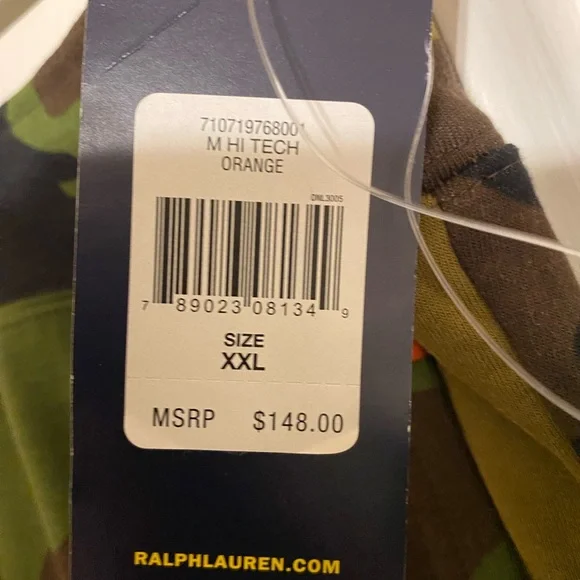 710719768001
M HI TECH
ORANGE
DNL3005
7 89023 08134 9
SIZE
XXL
MSRP $148.00
RALPHLAUREN.COM